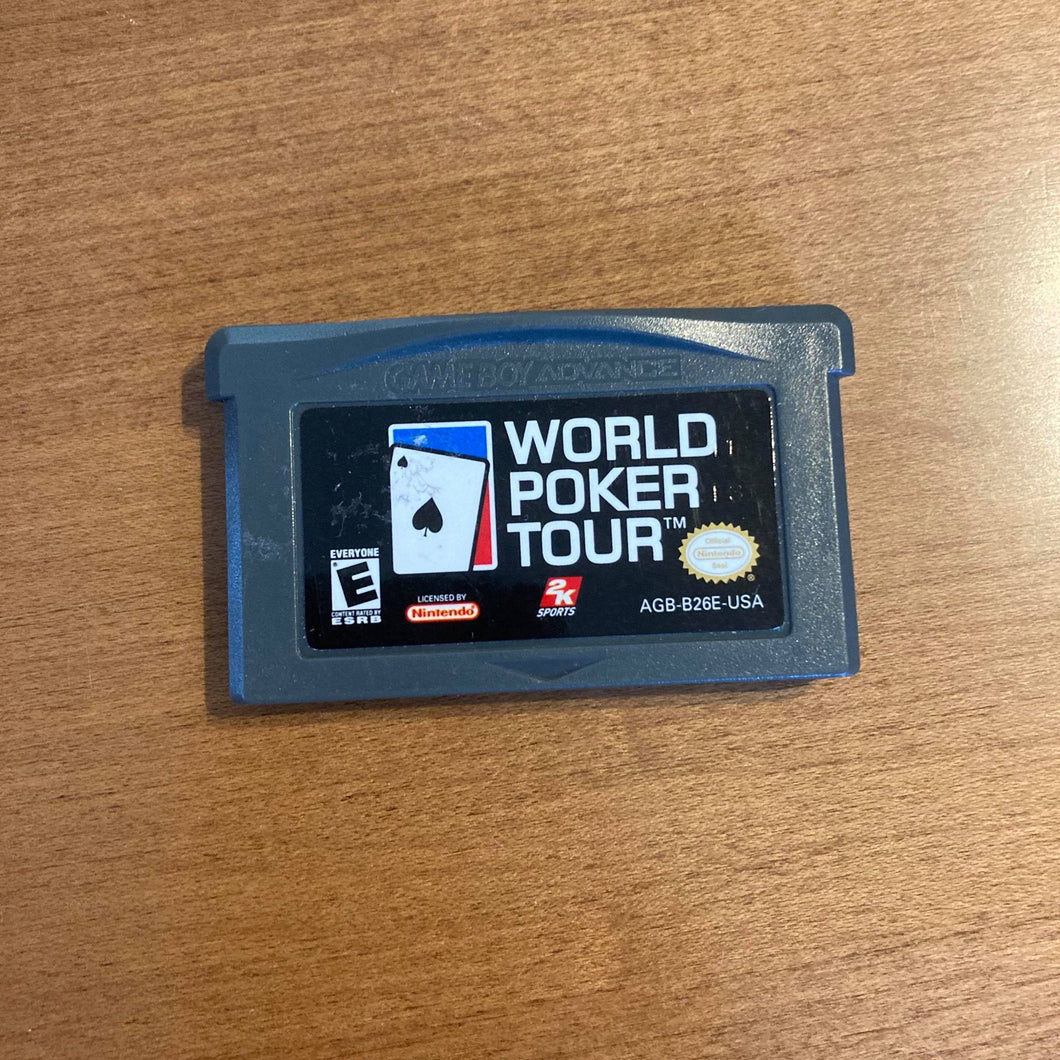 GAME BOY ADVANCE
WORLD
POKER
TOUR™
EVERYONE
E
CONTENT RATED BY
ESRB
LICENSED BY
Nintendo®
2K
SPORTS
Official
Nintendo
Seal
®
AGB-B26E-USA